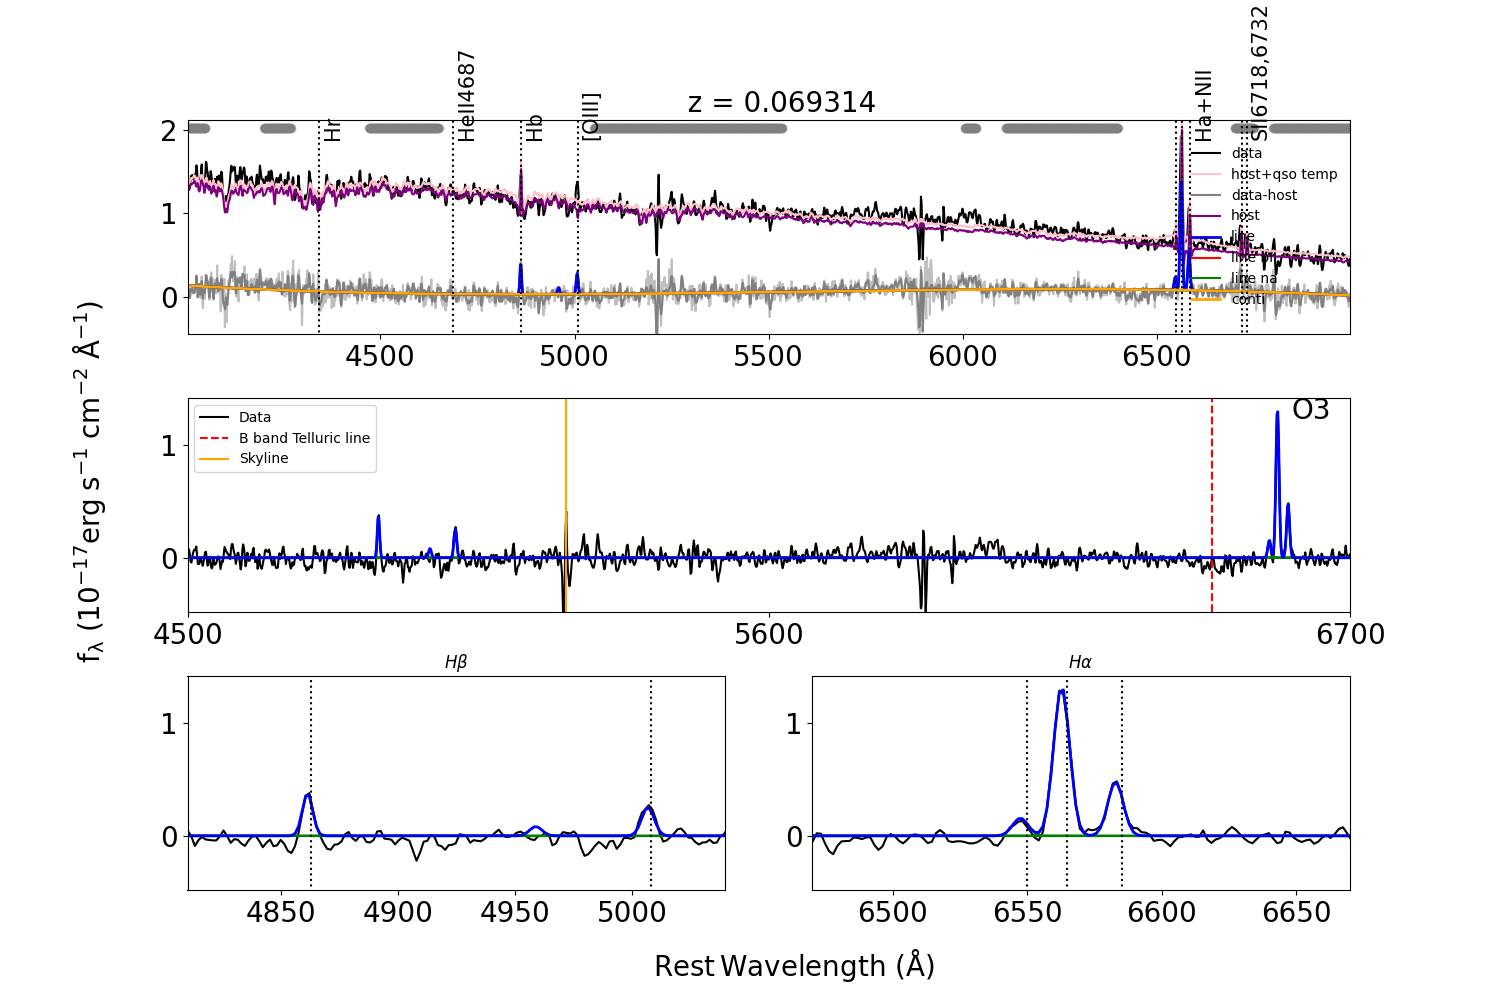 z = 0.069314
Hr
HeII4687
Hb
[OIII]
Ha+NII
SII6718,6732
2
1
0
data
host+qso temp
data-host
host
line
line
line na
conti
4500 5000 5500 6000 6500
fλ (10−17erg s−1 cm−2 Å−1)
1
0
Data
B band Telluric line
Skyline
O3
4500 5600 6700
Hβ
1
0
4850 4900 4950 5000
Hα
1
0
6500 6550 6600 6650
Rest Wavelength (Å)